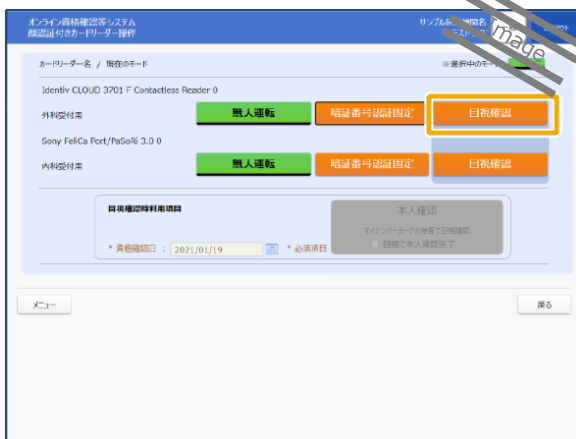 オンライン資格確認等システム
顔認証付きカードリーダー操作
Image
カードリーダー名 / 現在のモード
※選択中のモード
Identiv CLOUD 3701 F Contactless Reader 0
外科受付用
無人運転
暗証番号認証固定
目視確認
Sony FeliCa Port/PaSoRi 3.0 0
内科受付用
無人運転
暗証番号認証固定
目視確認
目視確認時利用項目
本人確認
マイナンバーカードの券面で目視確認
目視で本人確認完了
* 資格確認日 : 2021/01/19
* 必須項目
メニュー
戻る